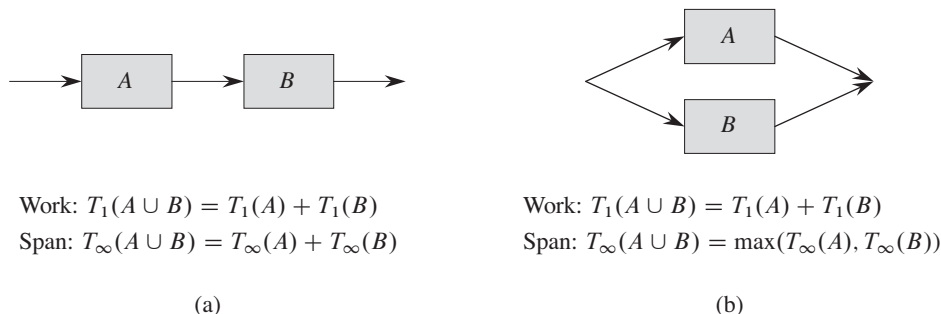 A
B
Work: T₁(A ∪ B) = T₁(A) + T₁(B)
Span: T∞(A ∪ B) = T∞(A) + T∞(B)
(a)
A
B
Work: T₁(A ∪ B) = T₁(A) + T₁(B)
Span: T∞(A ∪ B) = max(T∞(A), T∞(B))
(b)